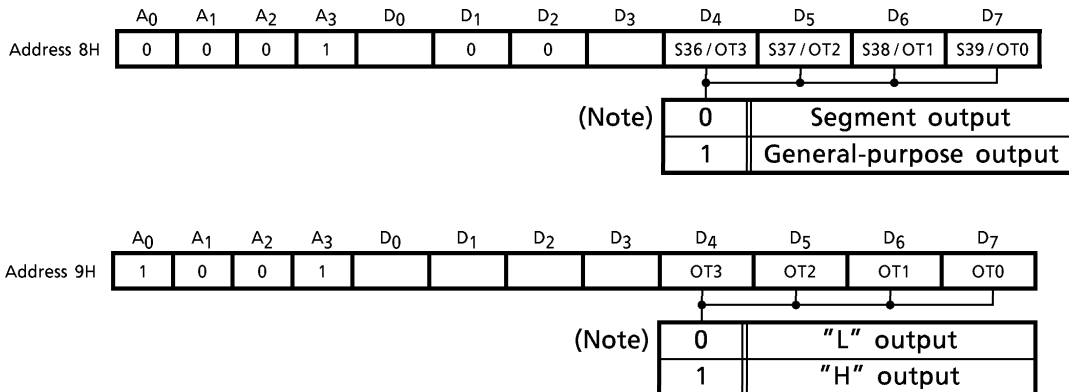 A0 A1 A2 A3 D0 D1 D2 D3 D4 D5 D6 D7
Address 8H 0 0 0 1 0 0 S36/OT3 S37/OT2 S38/OT1 S39/OT0
(Note) 0 Segment output
1 General-purpose output
A0 A1 A2 A3 D0 D1 D2 D3 D4 D5 D6 D7
Address 9H 1 0 0 1 OT3 OT2 OT1 OT0
(Note) 0 "L" output
1 "H" output